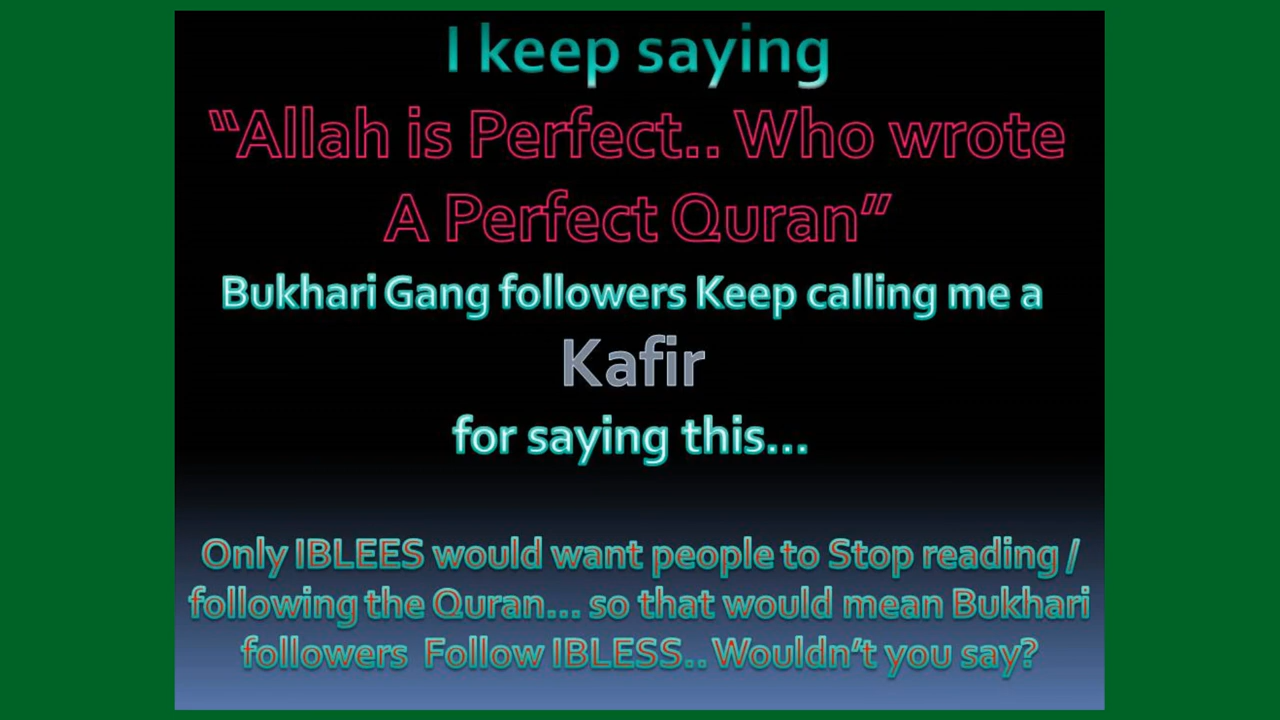 I keep saying
“Allah is Perfect.. Who wrote
A Perfect Quran”
Bukhari Gang followers Keep calling me a
Kafir
for saying this...
Only IBLEES would want people to Stop reading /
following the Quran... so that would mean Bukhari
followers Follow IBLESS.. Wouldn’t you say?